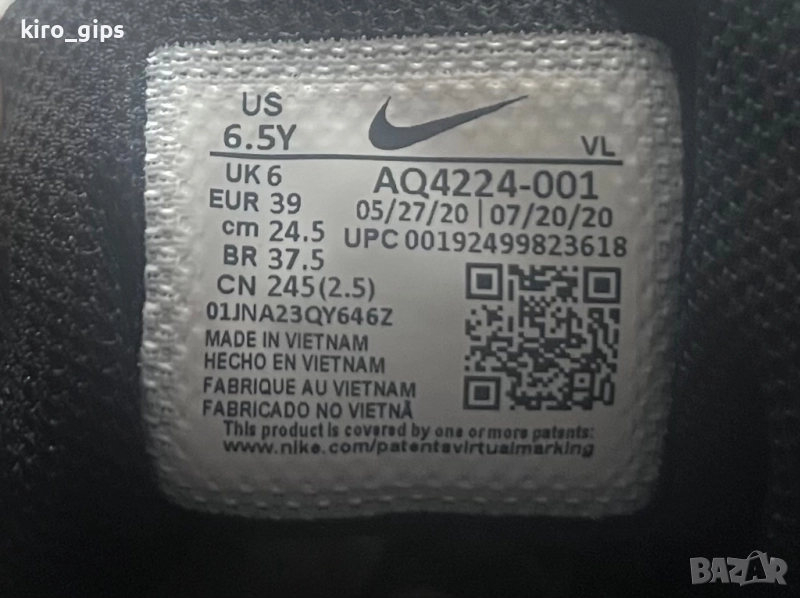 kiro_gips
US
6.5Y
VL
UK 6
EUR 39
cm 24.5
BR 37.5
CN 245(2.5)
AQ4224-001
05/27/20 | 07/20/20
UPC 00192499823618
01JNA23QY646Z
MADE IN VIETNAM
HECHO EN VIETNAM
FABRIQUE AU VIETNAM
FABRICADO NO VIETNÃ
This product is covered by one or more patents:
www.nike.com/patentsvirtualmarking
BAZAR